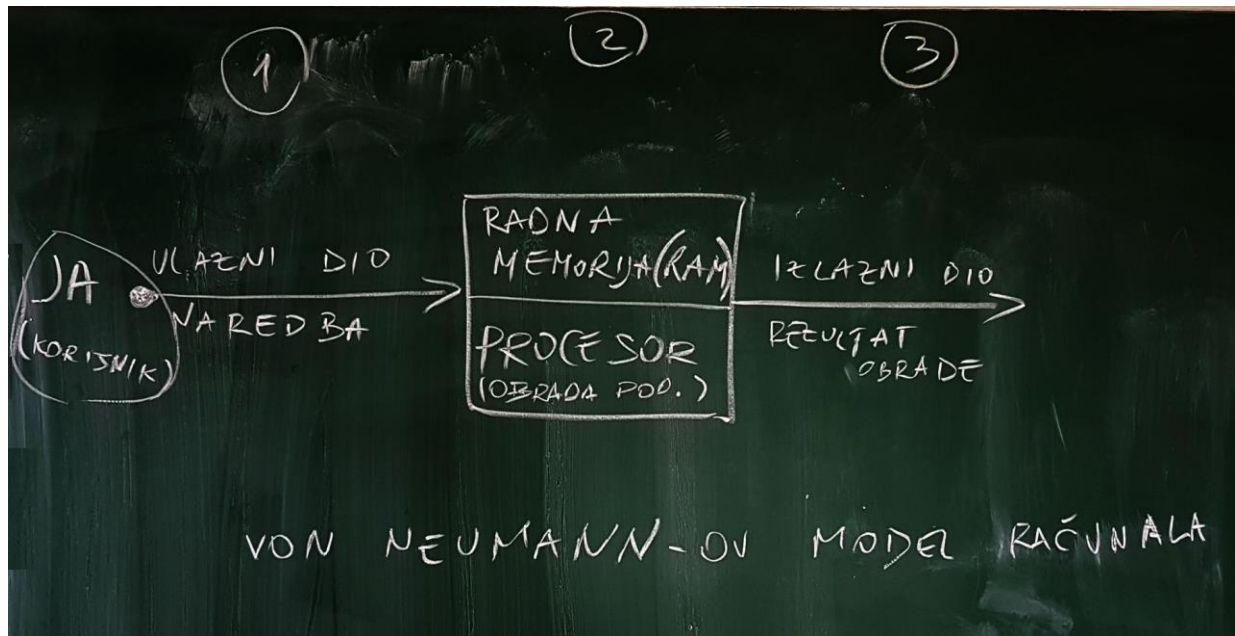 1
2
3
JA
(KORISNIK)
ULAZNI DIO
NAREDBA
RADNA
MEMORIJA(RAM)
PROCESOR
(OBRADA POD.)
IZLAZNI DIO
REZULTAT
OBRADE
VON NEUMANN-OV MODEL RAČUNALA